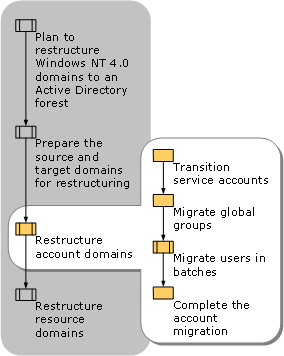 Plan to
restructure
Windows NT 4.0
domains to an
Active Directory
forest
Prepare the
source and
target domains
for restructuring
Restructure
account domains
Restructure
resource
domains
Transition
service accounts
Migrate global
groups
Migrate users in
batches
Complete the
account
migration